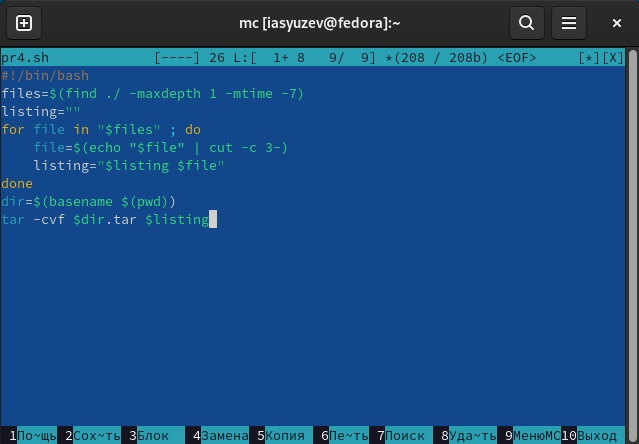 mc [iasyuzev@fedora]:~
pr4.sh [----] 26 L:[ 1+ 8 9/ 9] *(208 / 208b) <EOF> [*][X]
#!/bin/bash
files=$(find ./ -maxdepth 1 -mtime -7)
listing=""
for file in "$files" ; do
    file=$(echo "$file" | cut -c 3-)
    listing="$listing $file"
done
dir=$(basename $(pwd))
tar -cvf $dir.tar $listing
1По~щь 2Сох~ть 3Блок 4Замена 5Копия 6Пе~ть 7Поиск 8Уда~ть 9МенюMC 10Выход